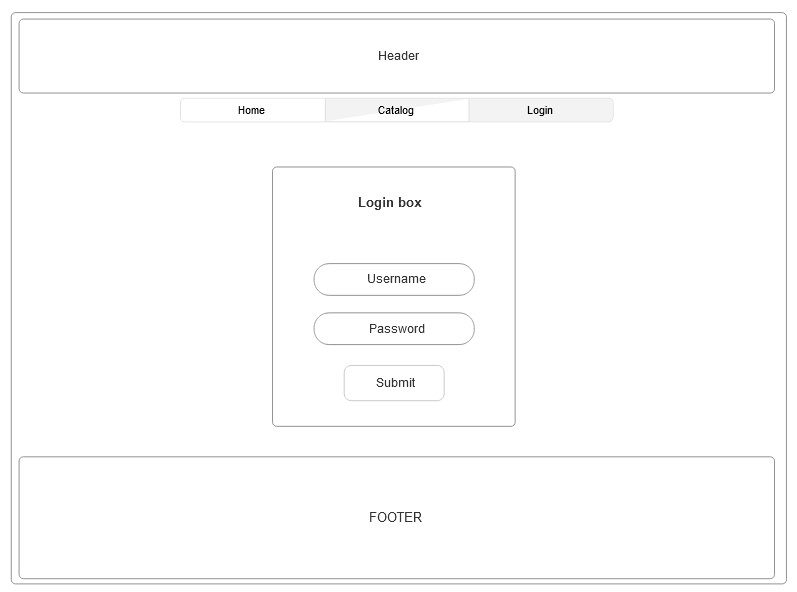 Header
Home Catalog Login
Login box
Username
Password
Submit
FOOTER